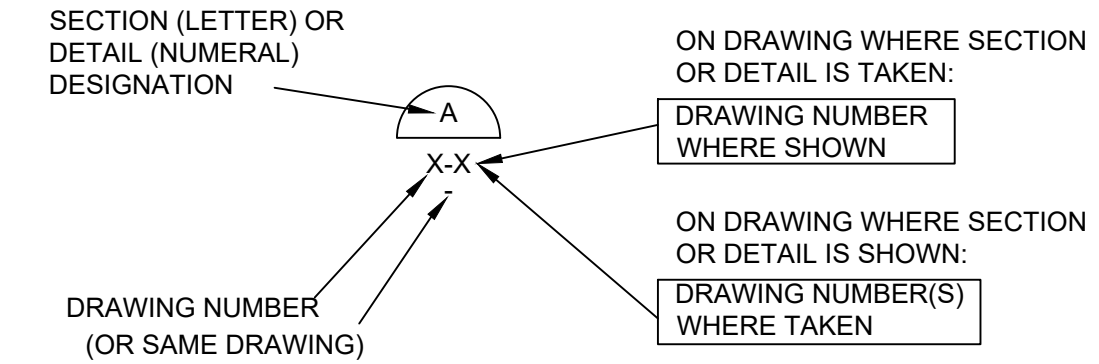 SECTION (LETTER) OR
DETAIL (NUMERAL)
DESIGNATION
A
X-X
-
DRAWING NUMBER
(OR SAME DRAWING)
ON DRAWING WHERE SECTION
OR DETAIL IS TAKEN:
DRAWING NUMBER
WHERE SHOWN
ON DRAWING WHERE SECTION
OR DETAIL IS SHOWN:
DRAWING NUMBER(S)
WHERE TAKEN